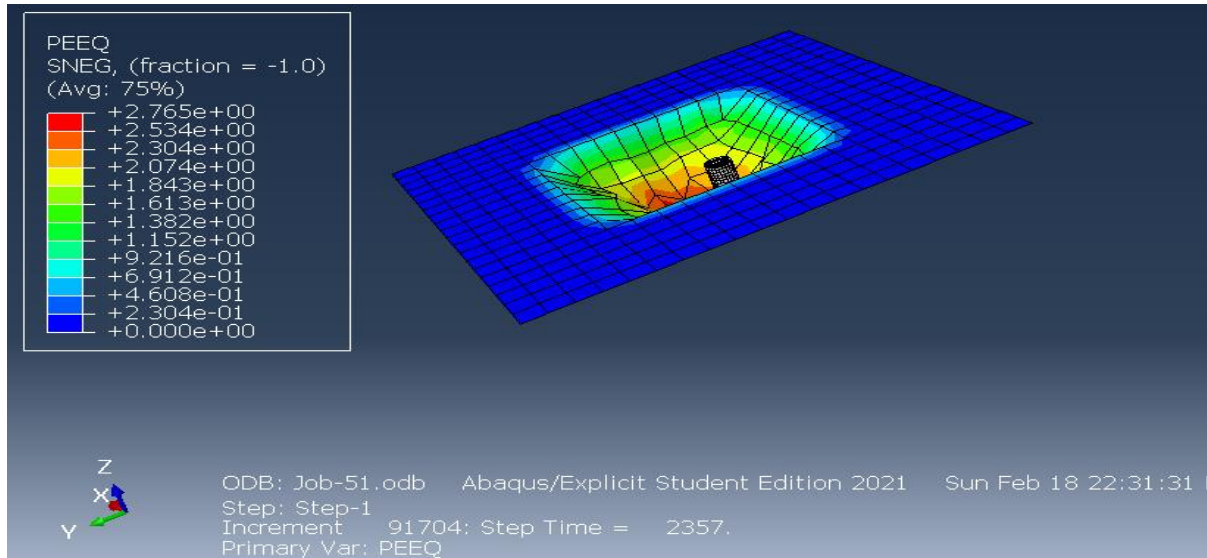 PEEQ
SNEG, (fraction = -1.0)
(Avg: 75%)
+2.765e+00
+2.534e+00
+2.304e+00
+2.074e+00
+1.843e+00
+1.613e+00
+1.382e+00
+1.152e+00
+9.216e-01
+6.912e-01
+4.608e-01
+2.304e-01
+0.000e+00
Z
X
Y
ODB: Job-51.odb Abaqus/Explicit Student Edition 2021 Sun Feb 18 22:31:31
Step: Step-1
Increment 91704: Step Time = 2357.
Primary Var: PEEQ